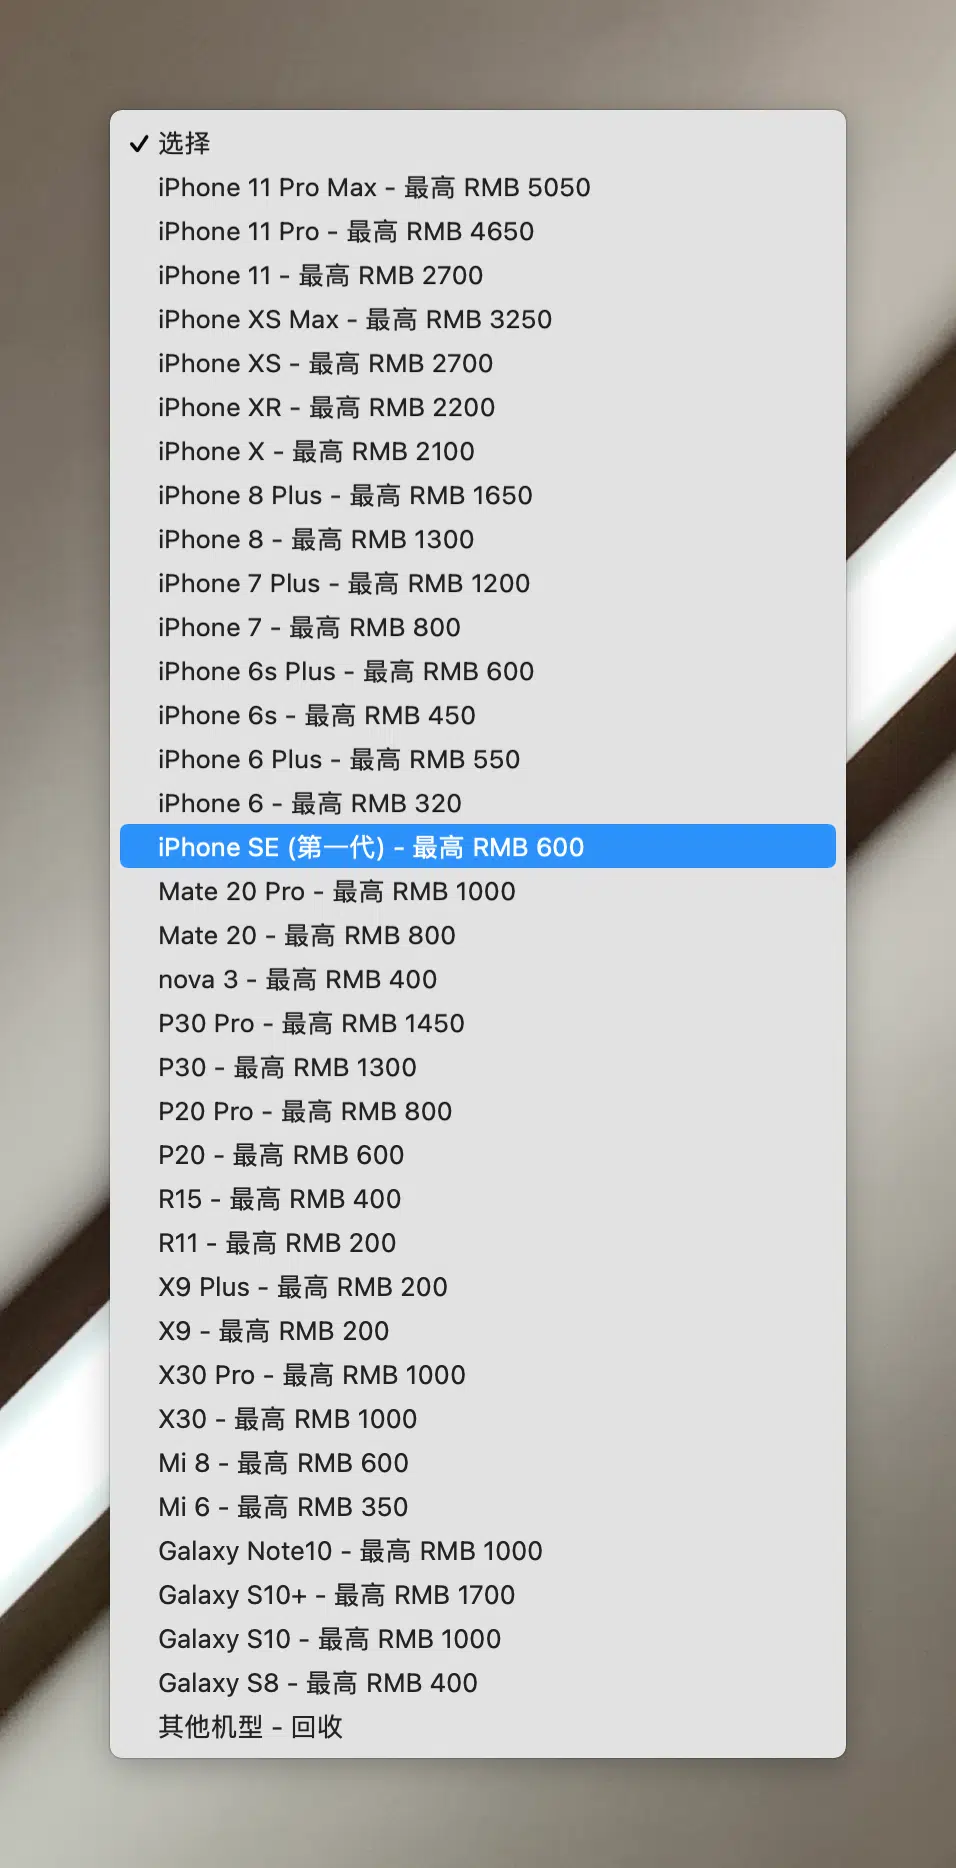 ✓ 选择
iPhone 11 Pro Max - 最高 RMB 5050
iPhone 11 Pro - 最高 RMB 4650
iPhone 11 - 最高 RMB 2700
iPhone XS Max - 最高 RMB 3250
iPhone XS - 最高 RMB 2700
iPhone XR - 最高 RMB 2200
iPhone X - 最高 RMB 2100
iPhone 8 Plus - 最高 RMB 1650
iPhone 8 - 最高 RMB 1300
iPhone 7 Plus - 最高 RMB 1200
iPhone 7 - 最高 RMB 800
iPhone 6s Plus - 最高 RMB 600
iPhone 6s - 最高 RMB 450
iPhone 6 Plus - 最高 RMB 550
iPhone 6 - 最高 RMB 320
iPhone SE (第一代) - 最高 RMB 600
Mate 20 Pro - 最高 RMB 1000
Mate 20 - 最高 RMB 800
nova 3 - 最高 RMB 400
P30 Pro - 最高 RMB 1450
P30 - 最高 RMB 1300
P20 Pro - 最高 RMB 800
P20 - 最高 RMB 600
R15 - 最高 RMB 400
R11 - 最高 RMB 200
X9 Plus - 最高 RMB 200
X9 - 最高 RMB 200
X30 Pro - 最高 RMB 1000
X30 - 最高 RMB 1000
Mi 8 - 最高 RMB 600
Mi 6 - 最高 RMB 350
Galaxy Note10 - 最高 RMB 1000
Galaxy S10+ - 最高 RMB 1700
Galaxy S10 - 最高 RMB 1000
Galaxy S8 - 最高 RMB 400
其他机型 - 回收